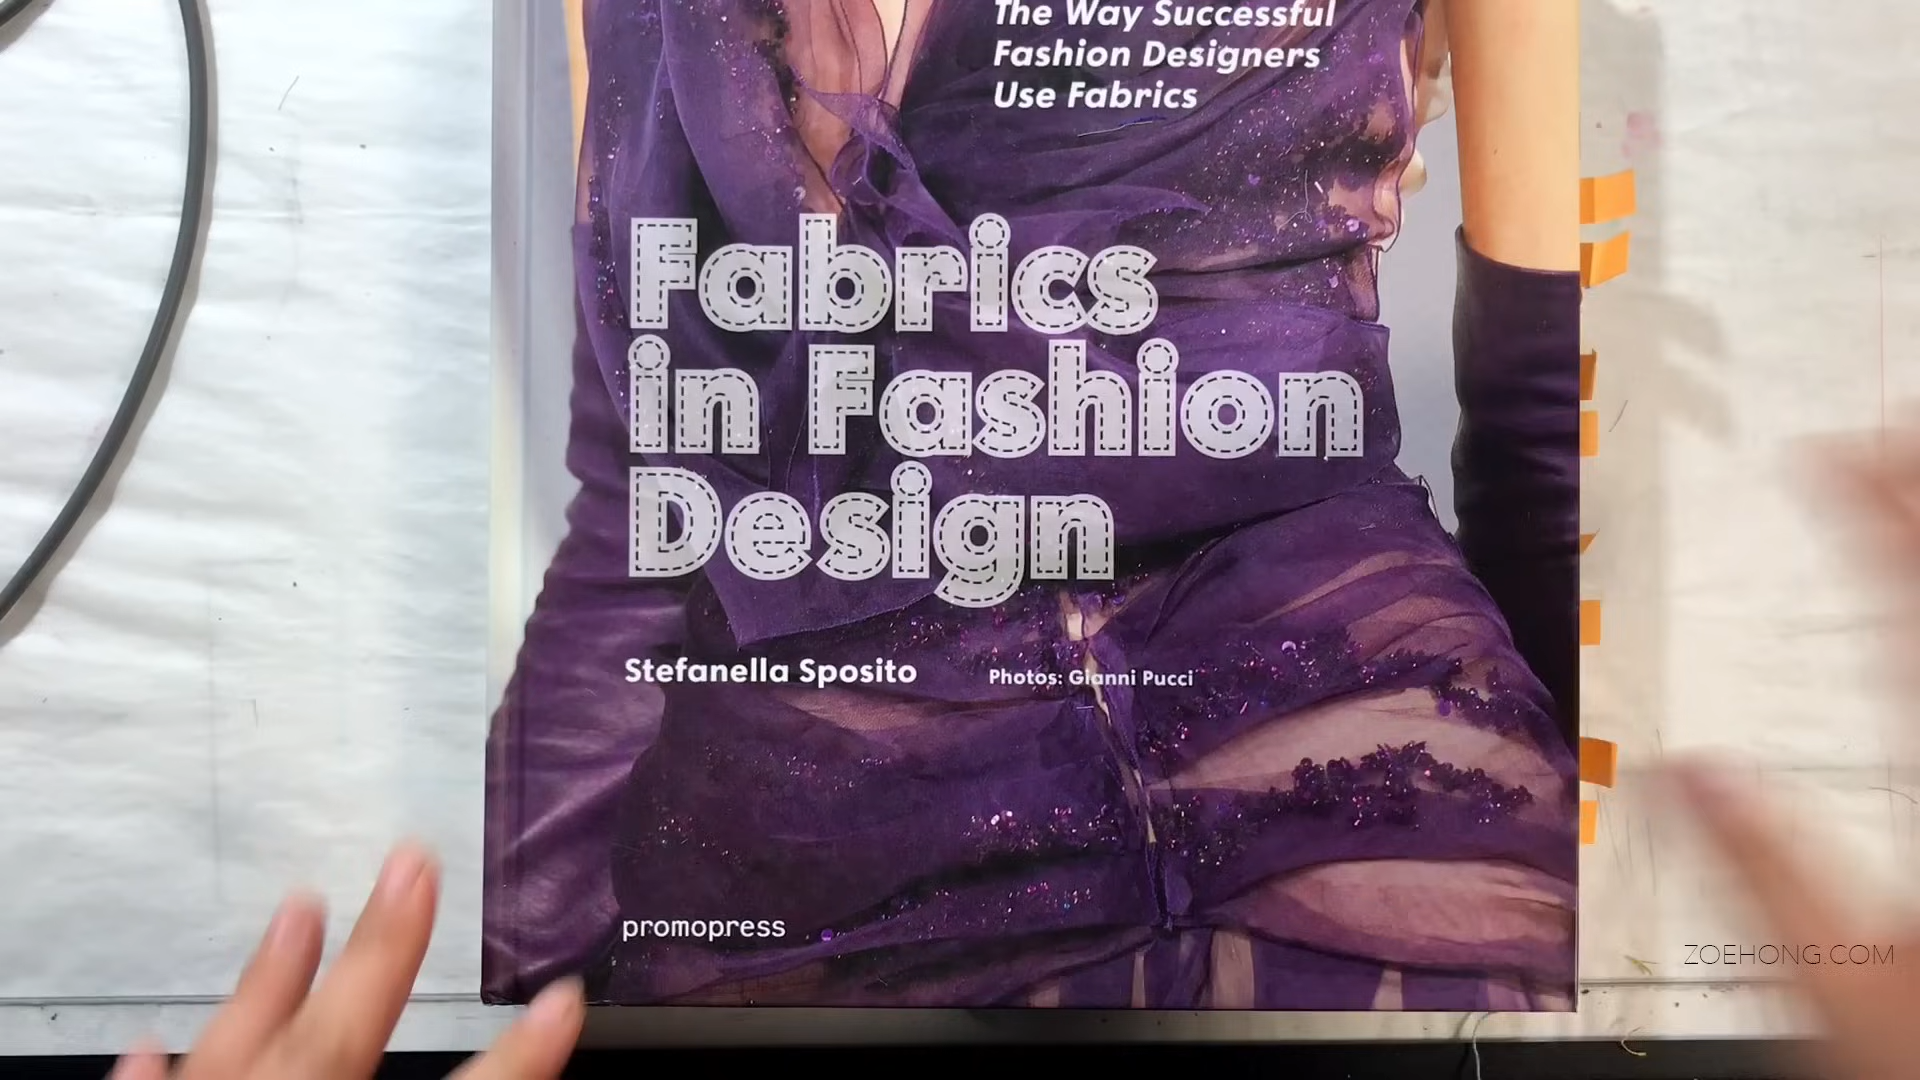 The Way Successful
Fashion Designers
Use Fabrics
Fabrics
in Fashion
Design
Stefanella Sposito
Photos: Gianni Pucci
promopress
ZOEHONG.COM